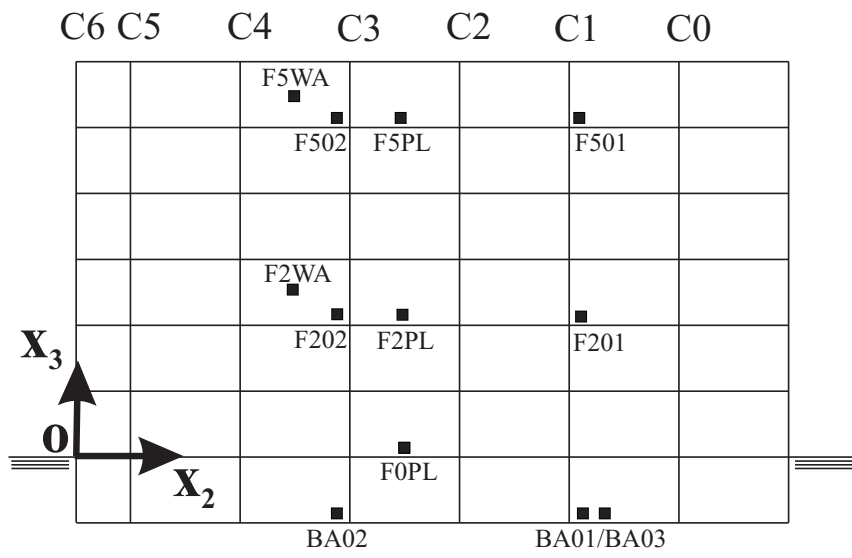 C6 C5 C4 C3 C2 C1 C0
F5WA
F502 F5PL F501
F2WA
F202 F2PL F201
x3
o
F0PL
x2
BA02 BA01/BA03